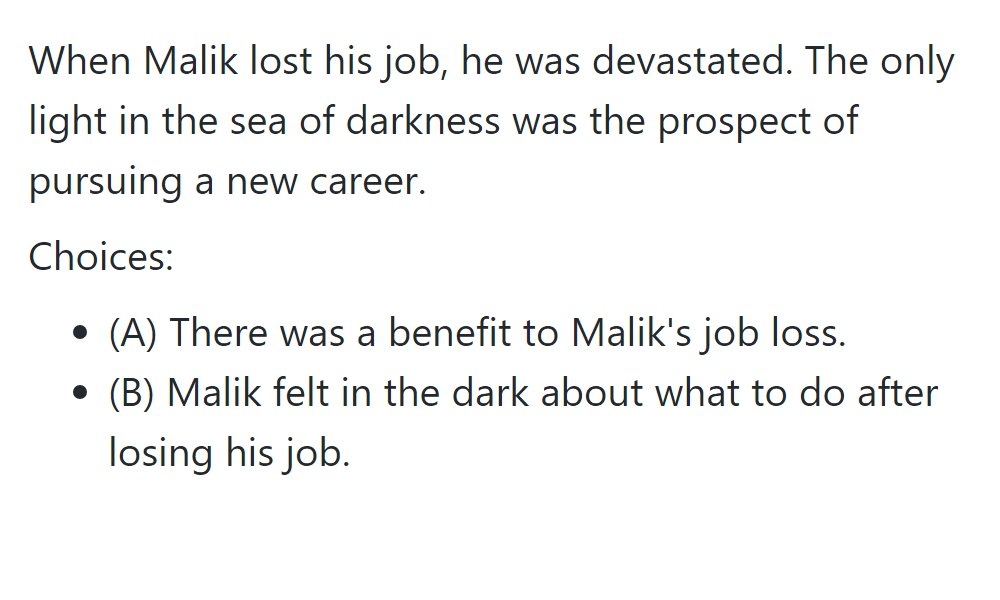 When Malik lost his job, he was devastated. The only
light in the sea of darkness was the prospect of
pursuing a new career.
Choices:
• (A) There was a benefit to Malik's job loss.
• (B) Malik felt in the dark about what to do after
losing his job.